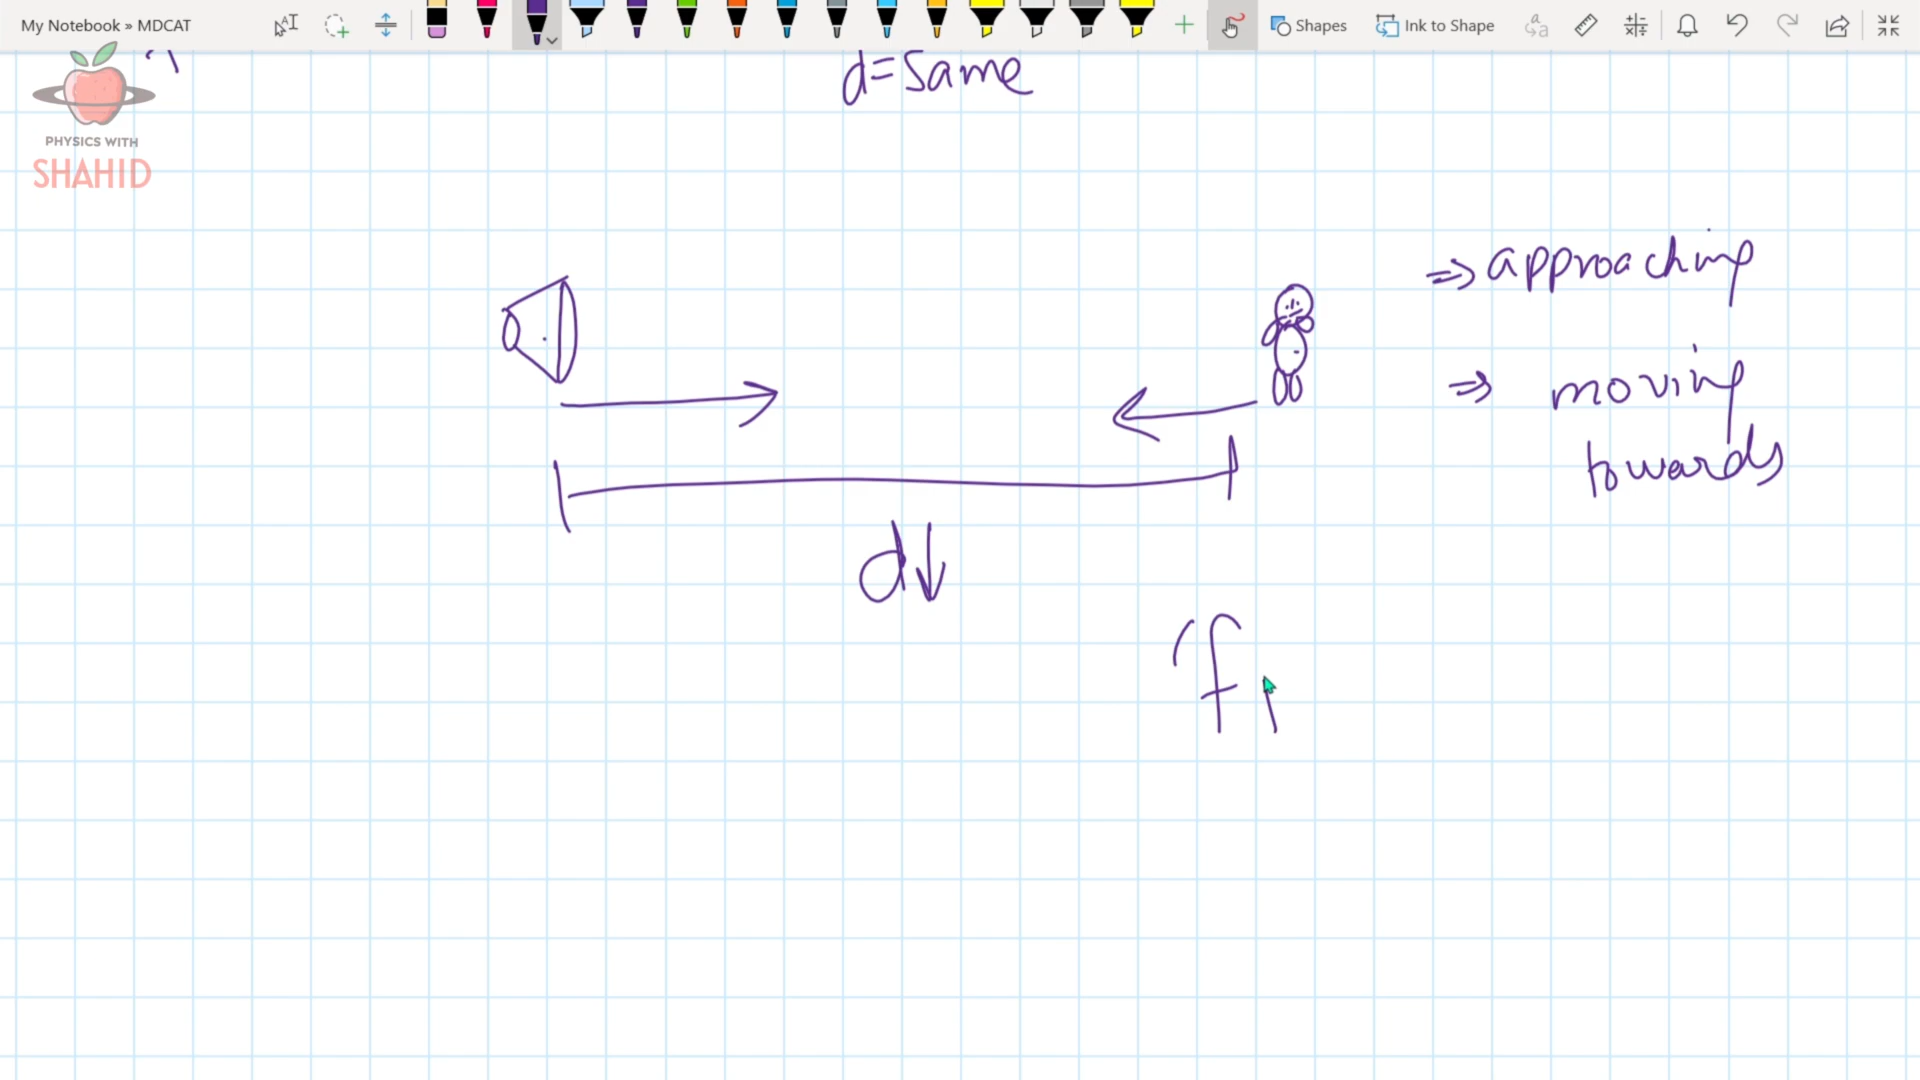 My Notebook » MDCAT
Shapes
Ink to Shape
PHYSICS WITH
SHAHID
d=Same
⇒ approaching
⇒ moving
towards
d↓
f